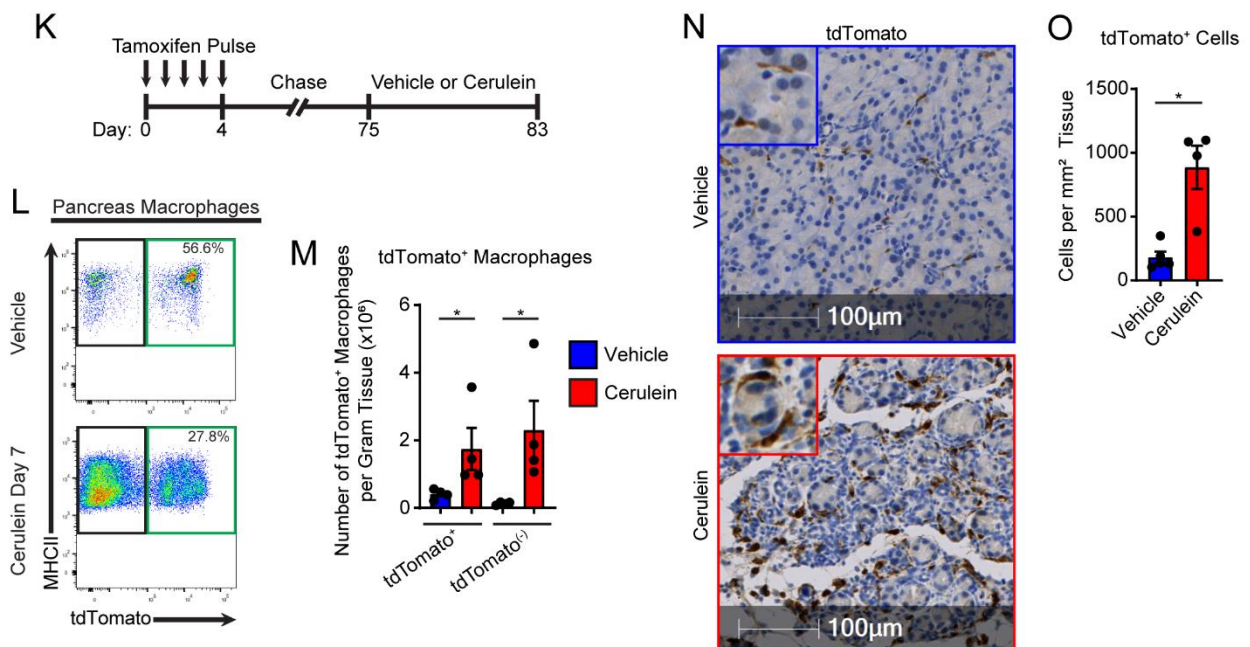 K
Tamoxifen Pulse
Chase
Vehicle or Cerulein
Day: 0 4 75 83
L
Pancreas Macrophages
Vehicle
56.6%
Cerulein Day 7
27.8%
MHCII
tdTomato
M
tdTomato⁺ Macrophages
Number of tdTomato⁺ Macrophages
per Gram Tissue (x10⁶)
6
4
2
0
* *
tdTomato⁺
tdTomato⁽⁻⁾
Vehicle
Cerulein
N
tdTomato
Vehicle
100µm
Cerulein
100µm
O
tdTomato⁺ Cells
Cells per mm² Tissue
1500
1000
500
0
*
Vehicle
Cerulein